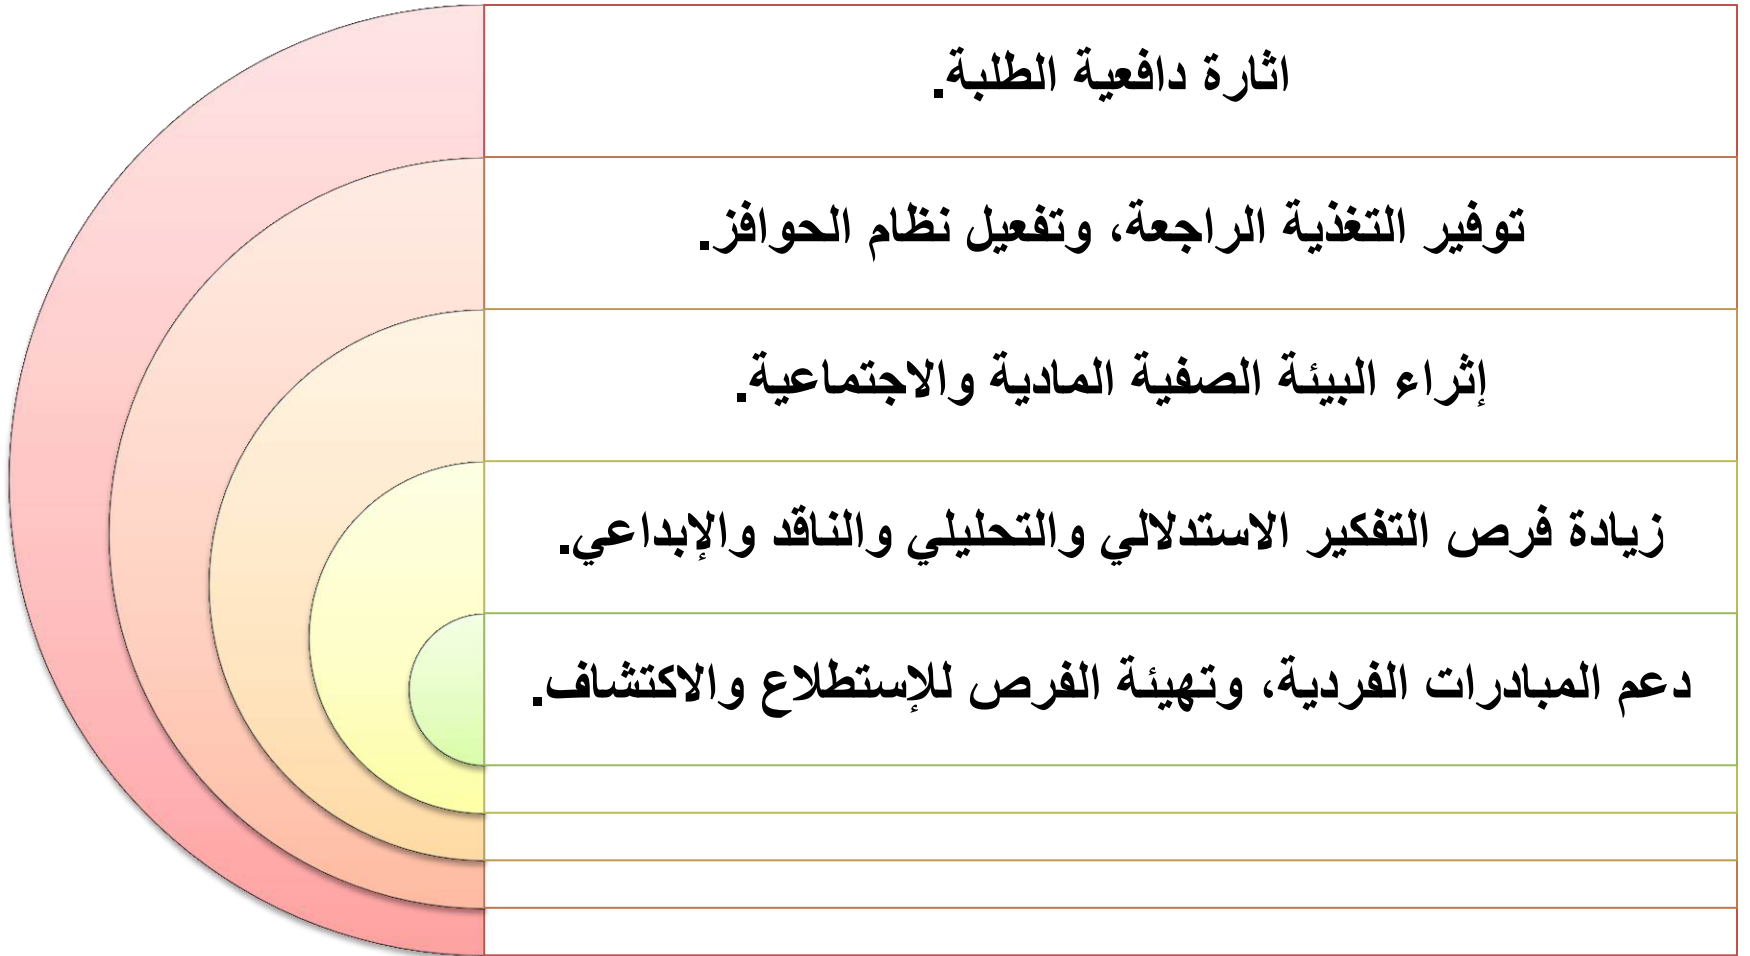 اثارة دافعية الطلبة.
توفير التغذية الراجعة، وتفعيل نظام الحوافز.
إثراء البيئة الصفية المادية والاجتماعية.
زيادة فرص التفكير الاستدلالي والتحليلي والناقد والإبداعي.
دعم المبادرات الفردية، وتهيئة الفرص للإستطلاع والاكتشاف.